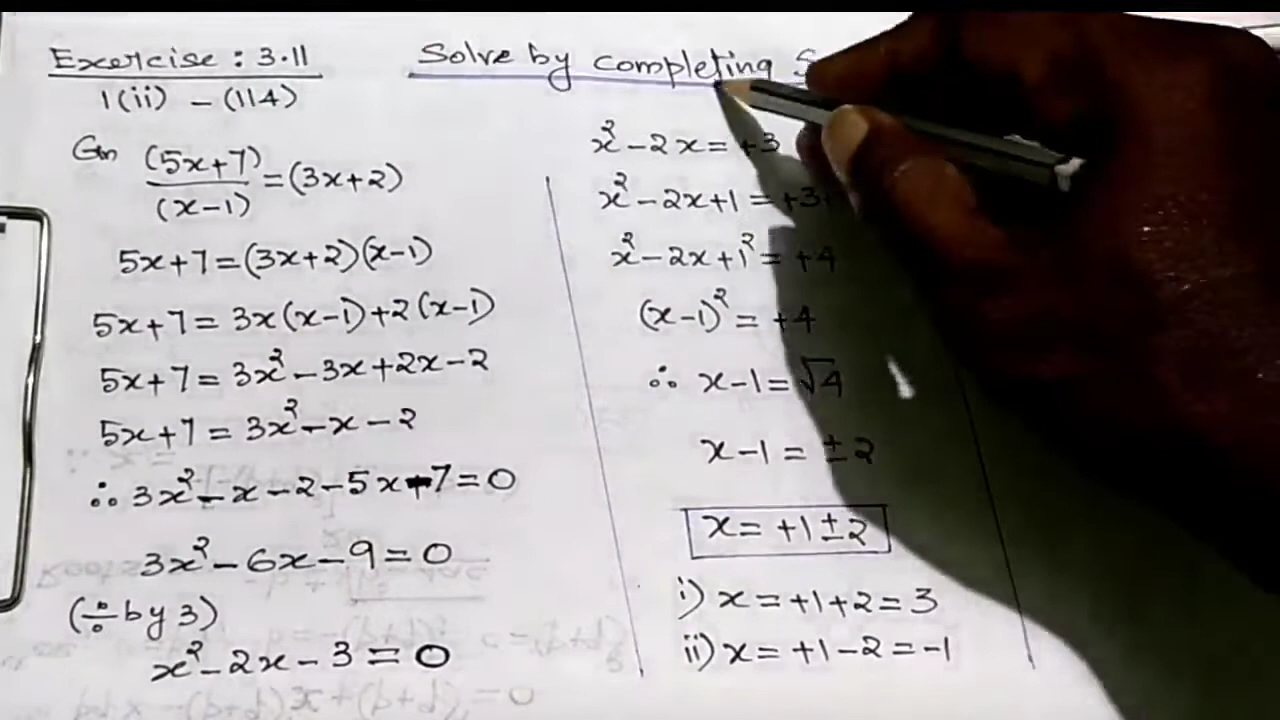 Exercise : 3.11
Solve by completing
1(ii) - (114)
Gn (5x+7)/(x-1) = (3x+2)
5x+7 = (3x+2)(x-1)
5x+7 = 3x(x-1)+2(x-1)
5x+7 = 3x²-3x+2x-2
5x+7 = 3x²-x-2
∴ 3x²-x-2-5x-7=0
3x²-6x-9=0
(÷ by 3)
x²-2x-3=0
x²-2x=+3
x²-2x+1=+3
x²-2x+1²=+4
(x-1)²=+4
∴ x-1=√4
x-1=±2
x=+1±2
i) x=+1+2=3
ii) x=+1-2=-1